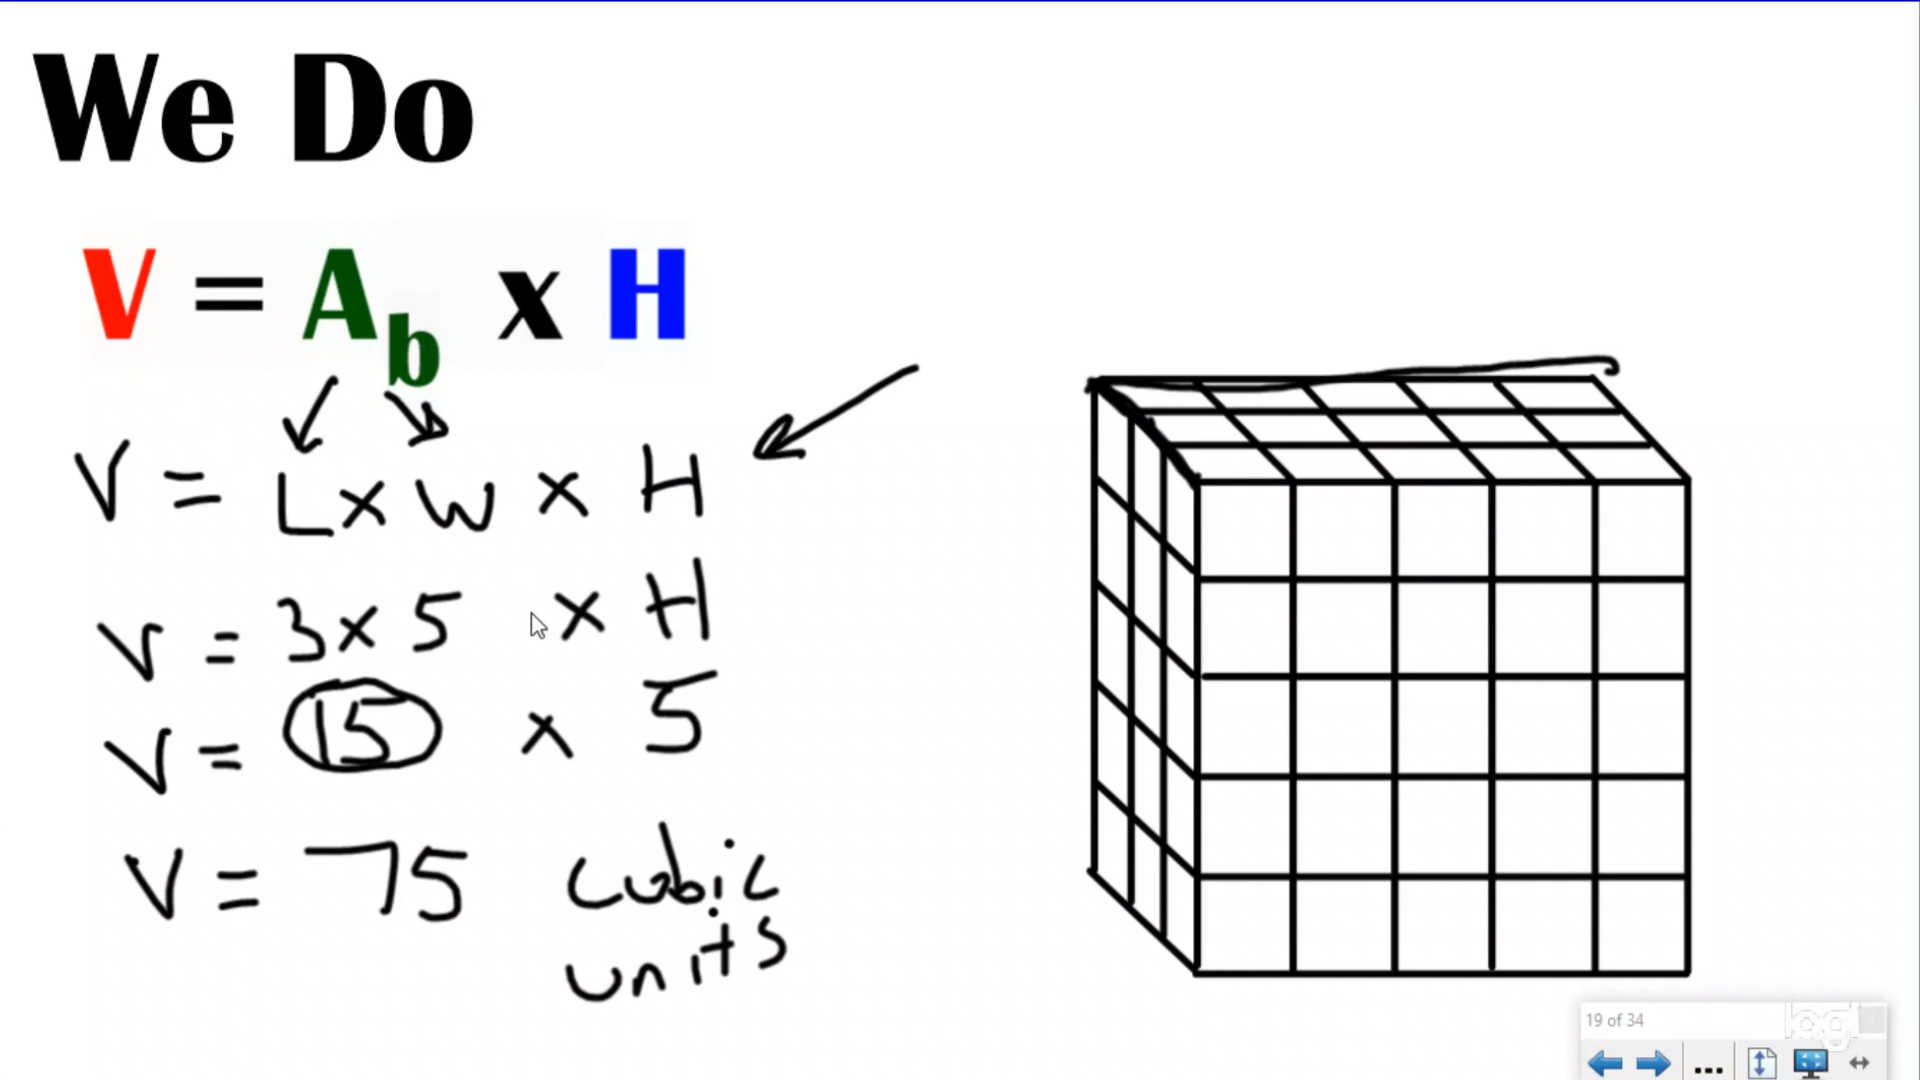 We Do
V = Ab x H
V = L x W x H
V = 3 x 5 x H
V = 15 x 5
V = 75 cubic
units
19 of 34
...